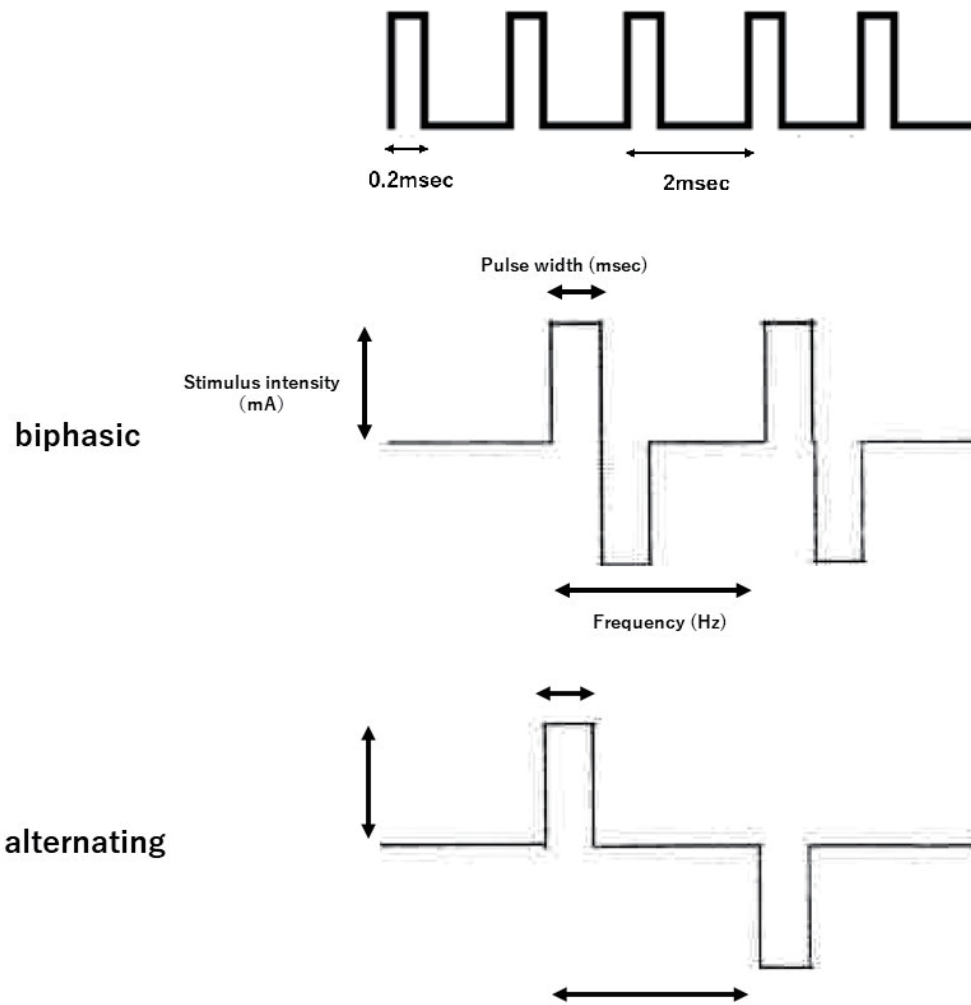 0.2msec
2msec
Pulse width (msec)
Stimulus intensity
（mA）
biphasic
Frequency (Hz)
alternating